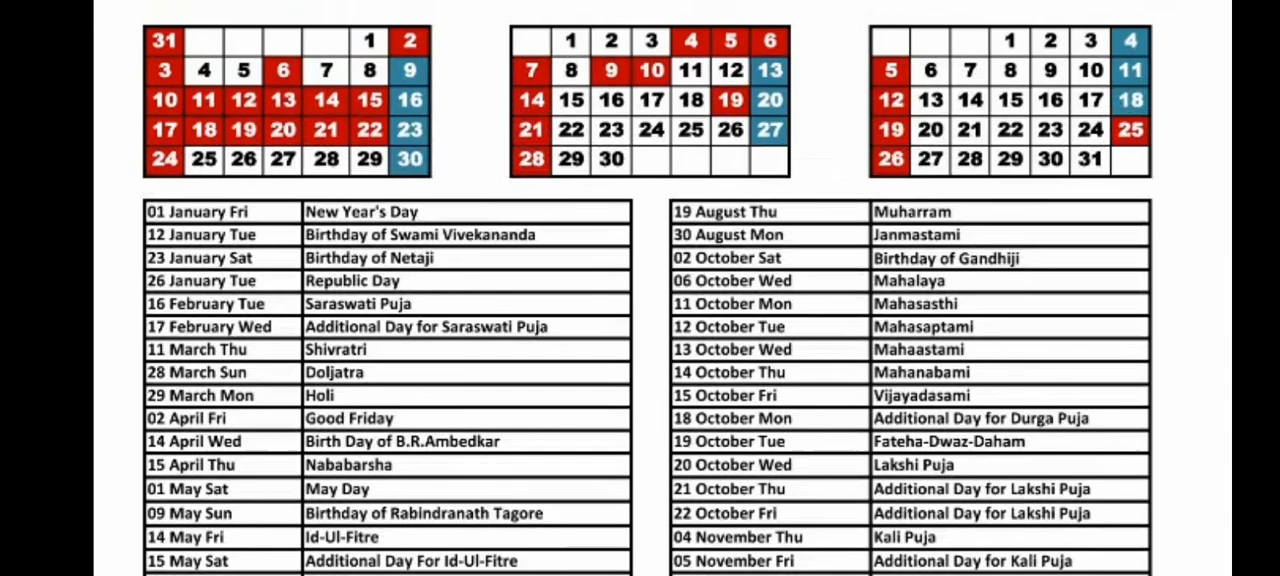 31 1 2
3 4 5 6 7 8 9
10 11 12 13 14 15 16
17 18 19 20 21 22 23
24 25 26 27 28 29 30
1 2 3 4 5 6
7 8 9 10 11 12 13
14 15 16 17 18 19 20
21 22 23 24 25 26 27
28 29 30
1 2 3 4
5 6 7 8 9 10 11
12 13 14 15 16 17 18
19 20 21 22 23 24 25
26 27 28 29 30 31
01 January Fri New Year's Day
12 January Tue Birthday of Swami Vivekananda
23 January Sat Birthday of Netaji
26 January Tue Republic Day
16 February Tue Saraswati Puja
17 February Wed Additional Day for Saraswati Puja
11 March Thu Shivratri
28 March Sun Doljatra
29 March Mon Holi
02 April Fri Good Friday
14 April Wed Birth Day of B.R.Ambedkar
15 April Thu Nababarsha
01 May Sat May Day
09 May Sun Birthday of Rabindranath Tagore
14 May Fri Id-Ul-Fitre
15 May Sat Additional Day For Id-Ul-Fitre
19 August Thu Muharram
30 August Mon Janmastami
02 October Sat Birthday of Gandhiji
06 October Wed Mahalaya
11 October Mon Mahasasthi
12 October Tue Mahasaptami
13 October Wed Mahaastami
14 October Thu Mahanabami
15 October Fri Vijayadasami
18 October Mon Additional Day for Durga Puja
19 October Tue Fateha-Dwaz-Daham
20 October Wed Lakshi Puja
21 October Thu Additional Day for Lakshi Puja
22 October Fri Additional Day for Lakshi Puja
04 November Thu Kali Puja
05 November Fri Additional Day for Kali Puja